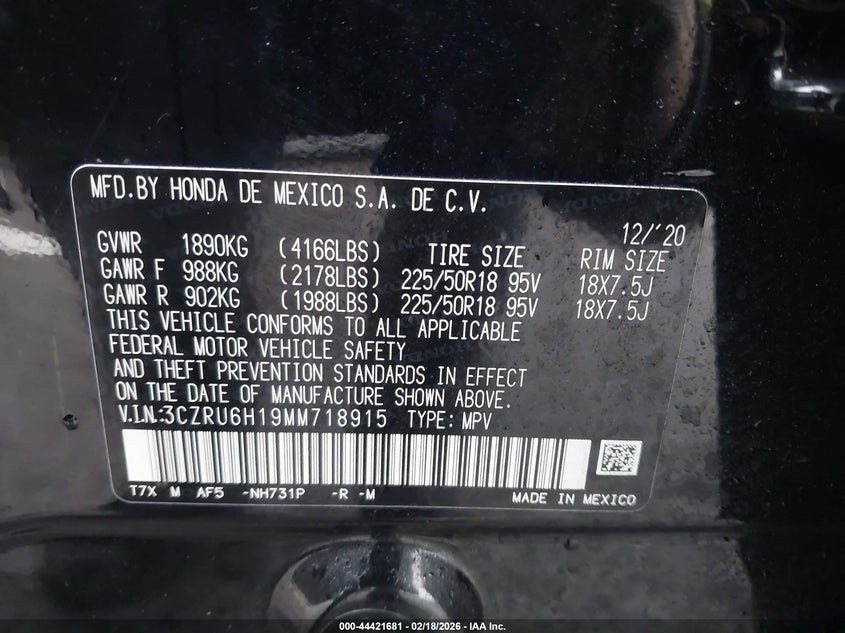 MFD.BY HONDA DE MEXICO S.A. DE C.V.
12/'20
GVWR 1890KG (4166LBS) TIRE SIZE RIM SIZE
GAWR F 988KG (2178LBS) 225/50R18 95V 18X7.5J
GAWR R 902KG (1988LBS) 225/50R18 95V 18X7.5J
THIS VEHICLE CONFORMS TO ALL APPLICABLE
FEDERAL MOTOR VEHICLE SAFETY
AND THEFT PREVENTION STANDARDS IN EFFECT
ON THE DATE OF MANUFACTURE SHOWN ABOVE.
V.I.N:3CZRU6H19MM718915 TYPE: MPV
T7X M AF5 -NH731P -R -M MADE IN MEXICO
000-44421681 - 02/18/2026 - IAA Inc.